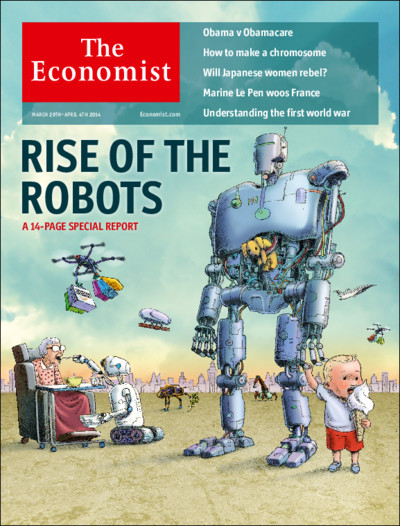 The
Economist
MARCH 29TH–APRIL 4TH 2014
Economist.com
Obama v Obamacare
How to make a chromosome
Will Japanese women rebel?
Marine Le Pen woos France
Understanding the first world war
RISE OF THE
ROBOTS
A 14-PAGE SPECIAL REPORT